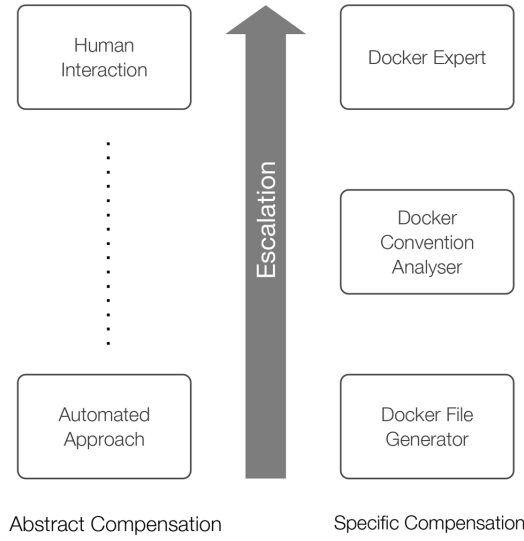 Human
Interaction
Docker Expert
Escalation
Docker
Convention
Analyser
Automated
Approach
Docker File
Generator
Abstract Compensation
Specific Compensation